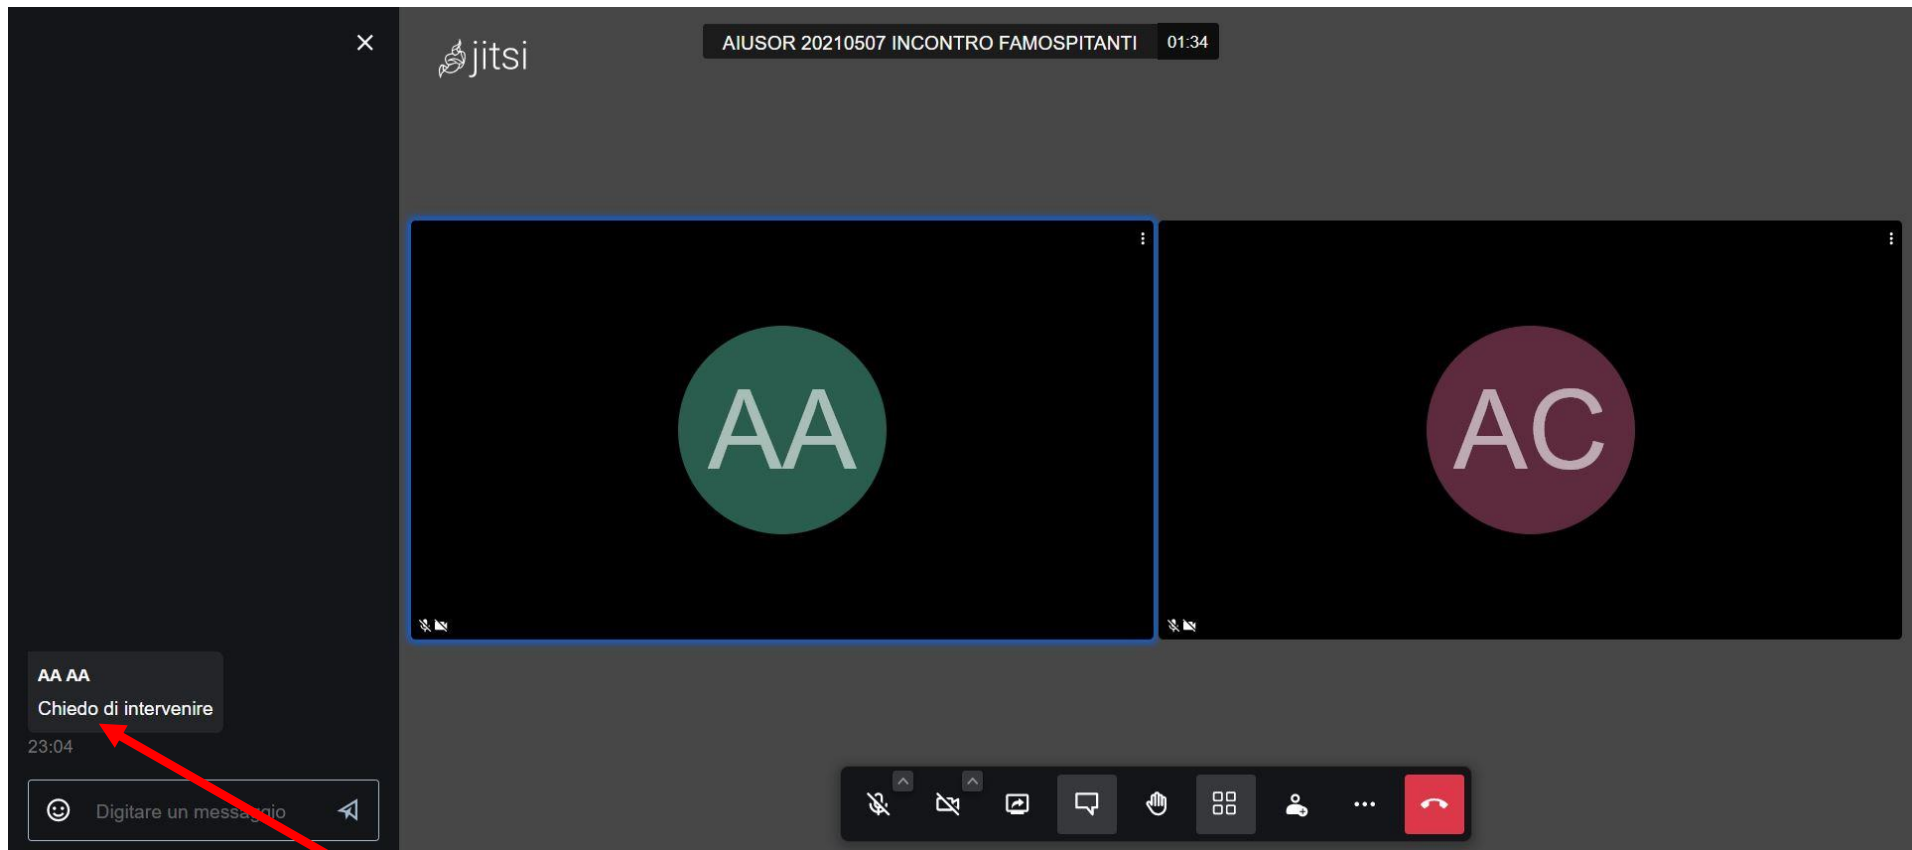 jitsi
AIUSOR 20210507 INCONTRO FAMOSPITANTI 01:34
AA
AC
AA AA
Chiedo di intervenire
23:04
Digitare un messaggio